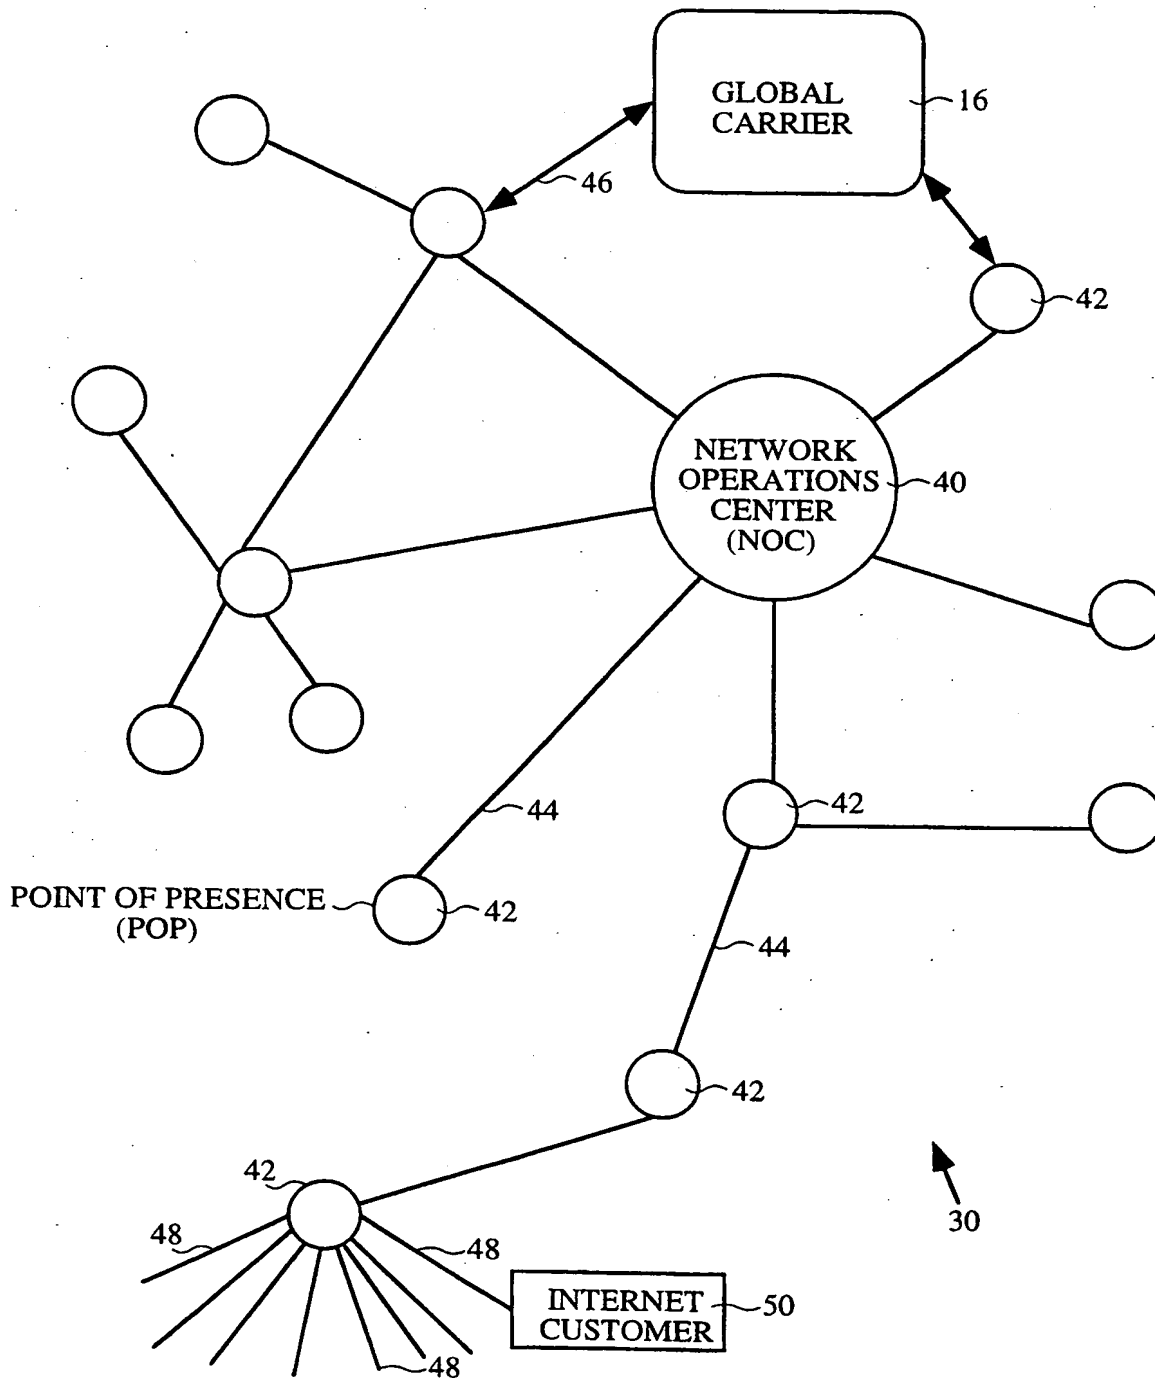 GLOBAL
CARRIER
16
46
42
NETWORK
OPERATIONS
CENTER
(NOC)
40
44
42
POINT OF PRESENCE
(POP)
42
44
42
42
48
48
48
30
INTERNET
CUSTOMER
50